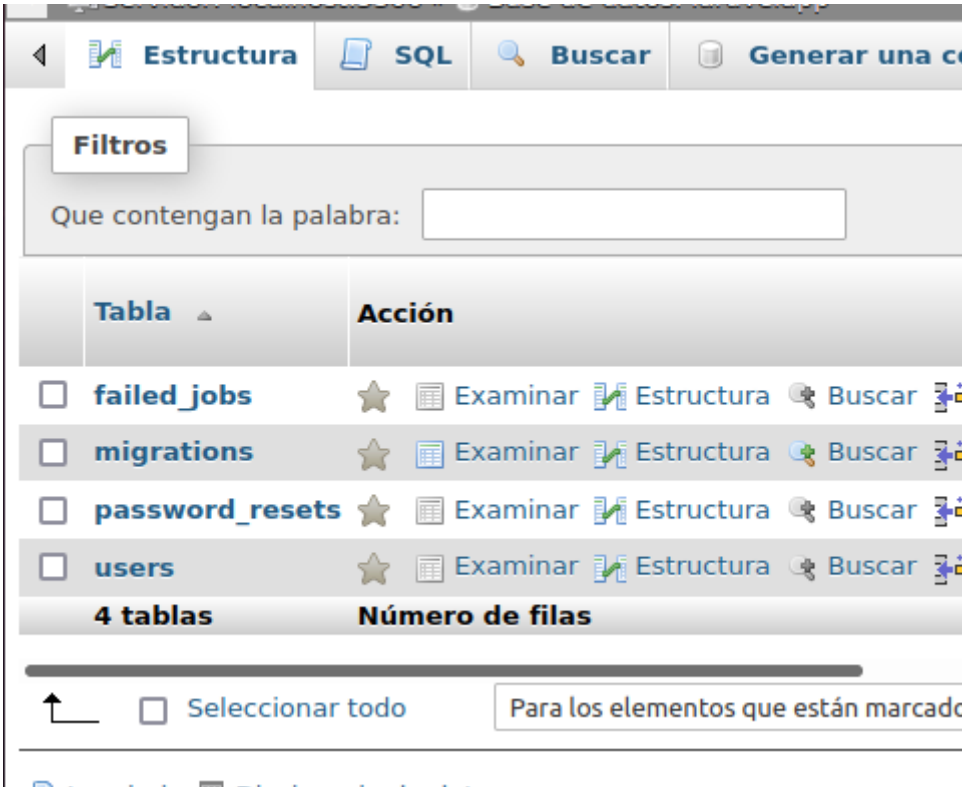 Estructura SQL Buscar Generar una
Filtros
Que contengan la palabra:
Tabla Acción
failed_jobs Examinar Estructura Buscar
migrations Examinar Estructura Buscar
password_resets Examinar Estructura Buscar
users Examinar Estructura Buscar
4 tablas Número de filas
Seleccionar todo Para los elementos que están